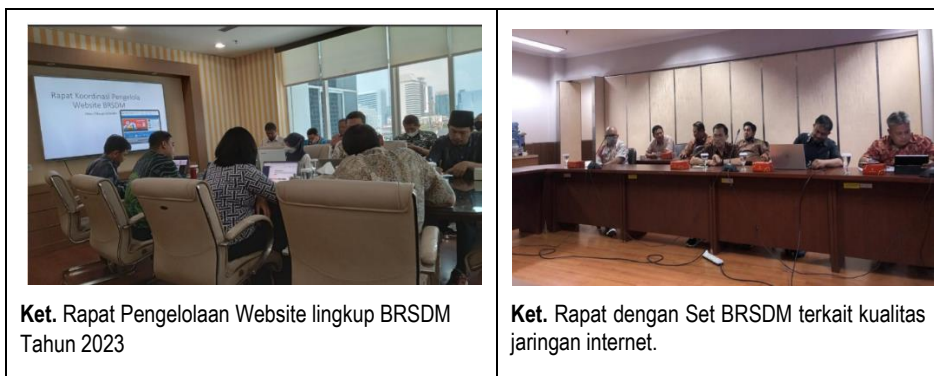 Rapat Koordinasi Pengelola
Website BRSDM
Ket. Rapat Pengelolaan Website lingkup BRSDM
Tahun 2023
Ket. Rapat dengan Set BRSDM terkait kualitas
jaringan internet.